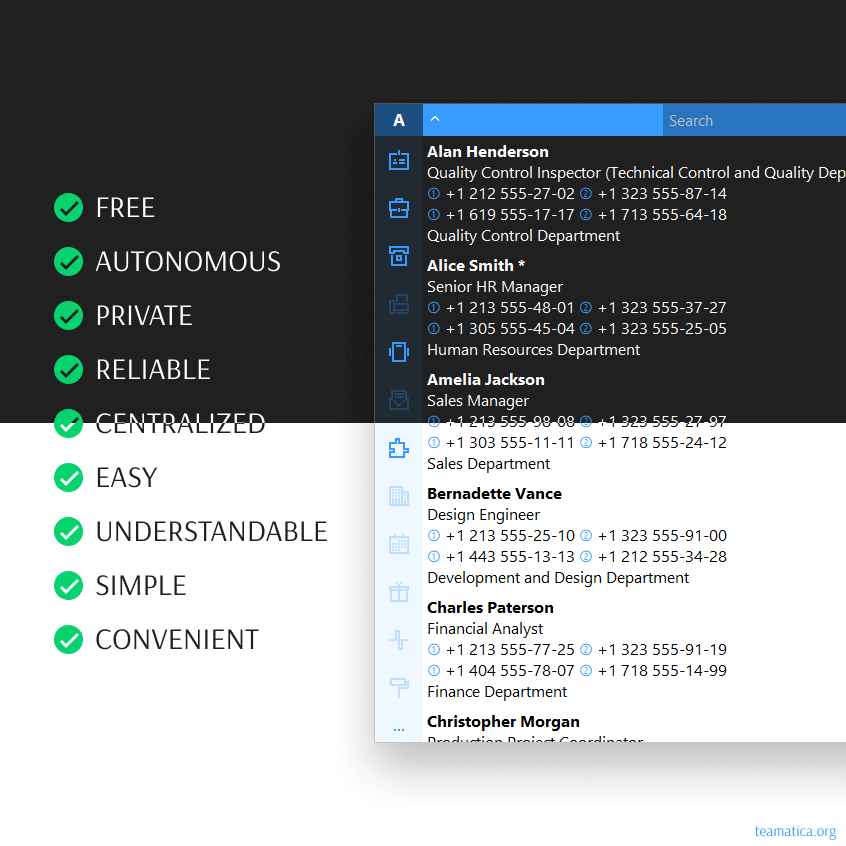 FREE
AUTONOMOUS
PRIVATE
RELIABLE
CENTRALIZED
EASY
UNDERSTANDABLE
SIMPLE
CONVENIENT
A
Search
Alan Henderson
Quality Control Inspector (Technical Control and Quality Dep
① +1 212 555-27-02 ② +1 323 555-87-14
① +1 619 555-17-17 ② +1 713 555-64-18
Quality Control Department
Alice Smith *
Senior HR Manager
① +1 213 555-48-01 ② +1 323 555-37-27
① +1 305 555-45-04 ② +1 323 555-25-05
Human Resources Department
Amelia Jackson
Sales Manager
① +1 213 555-98-08 ② +1 323 555-27-97
① +1 303 555-11-11 ② +1 718 555-24-12
Sales Department
Bernadette Vance
Design Engineer
① +1 213 555-25-10 ② +1 323 555-91-00
① +1 443 555-13-13 ② +1 212 555-34-28
Development and Design Department
Charles Paterson
Financial Analyst
① +1 213 555-77-25 ② +1 323 555-91-19
① +1 404 555-78-07 ② +1 718 555-14-99
Finance Department
Christopher Morgan
Production Project Coordinator
...
teamatica.org